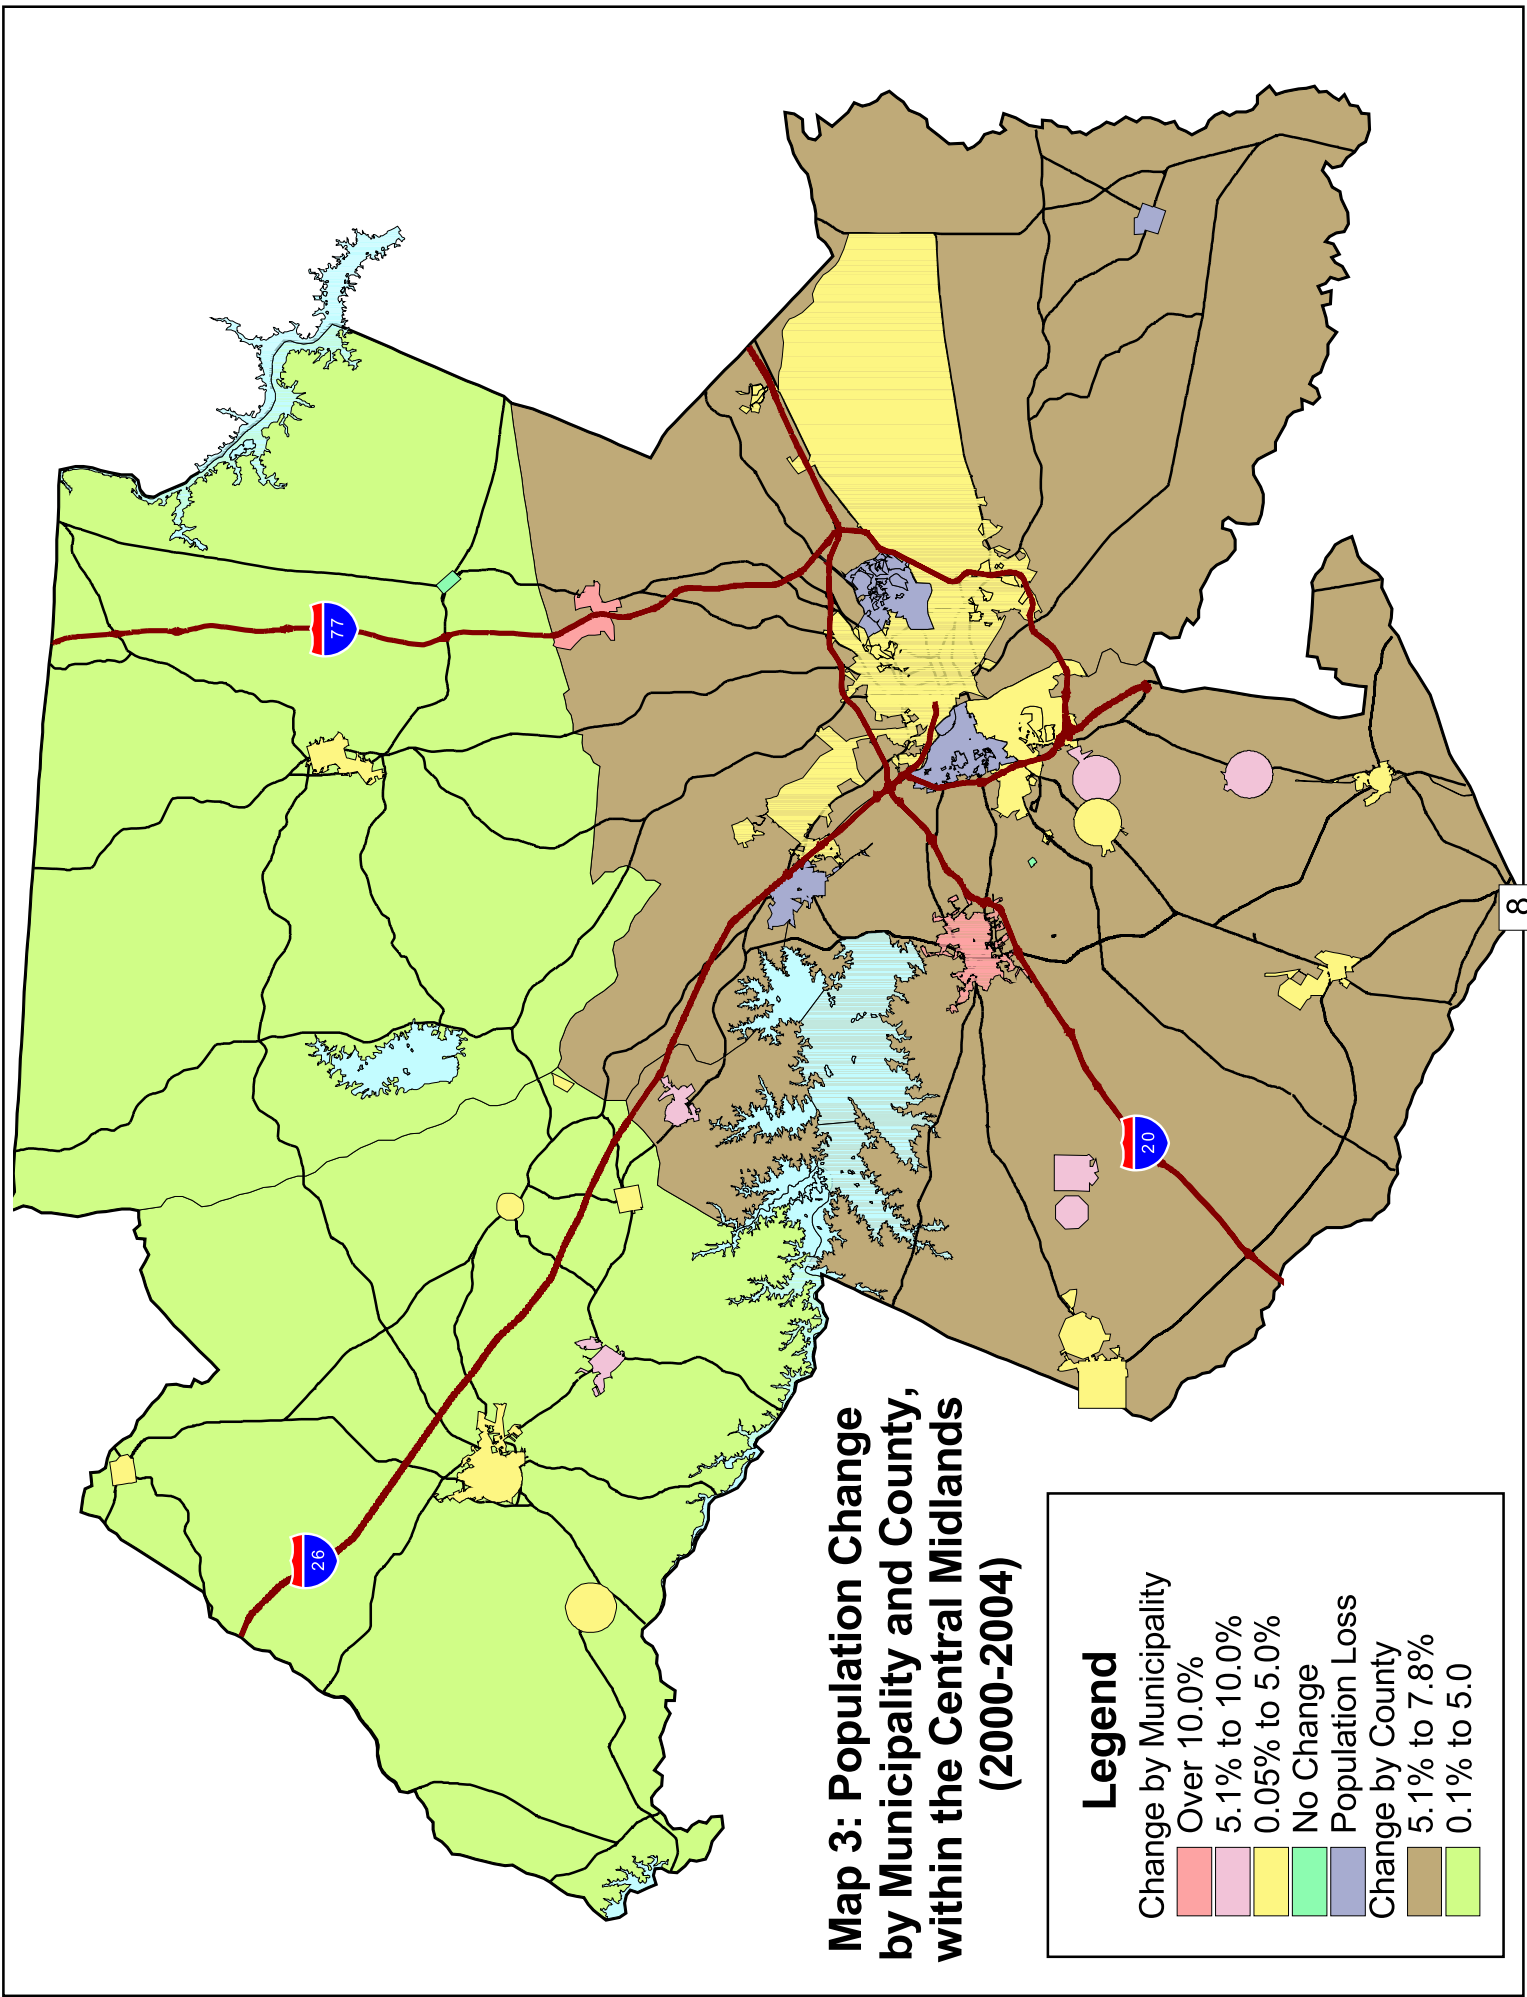 Map 3: Population Change
by Municipality and County,
within the Central Midlands
(2000-2004)
Legend
Change by Municipality
Over 10.0%
5.1% to 10.0%
0.05% to 5.0%
No Change
Population Loss
Change by County
5.1% to 7.8%
0.1% to 5.0
26
77
20
8